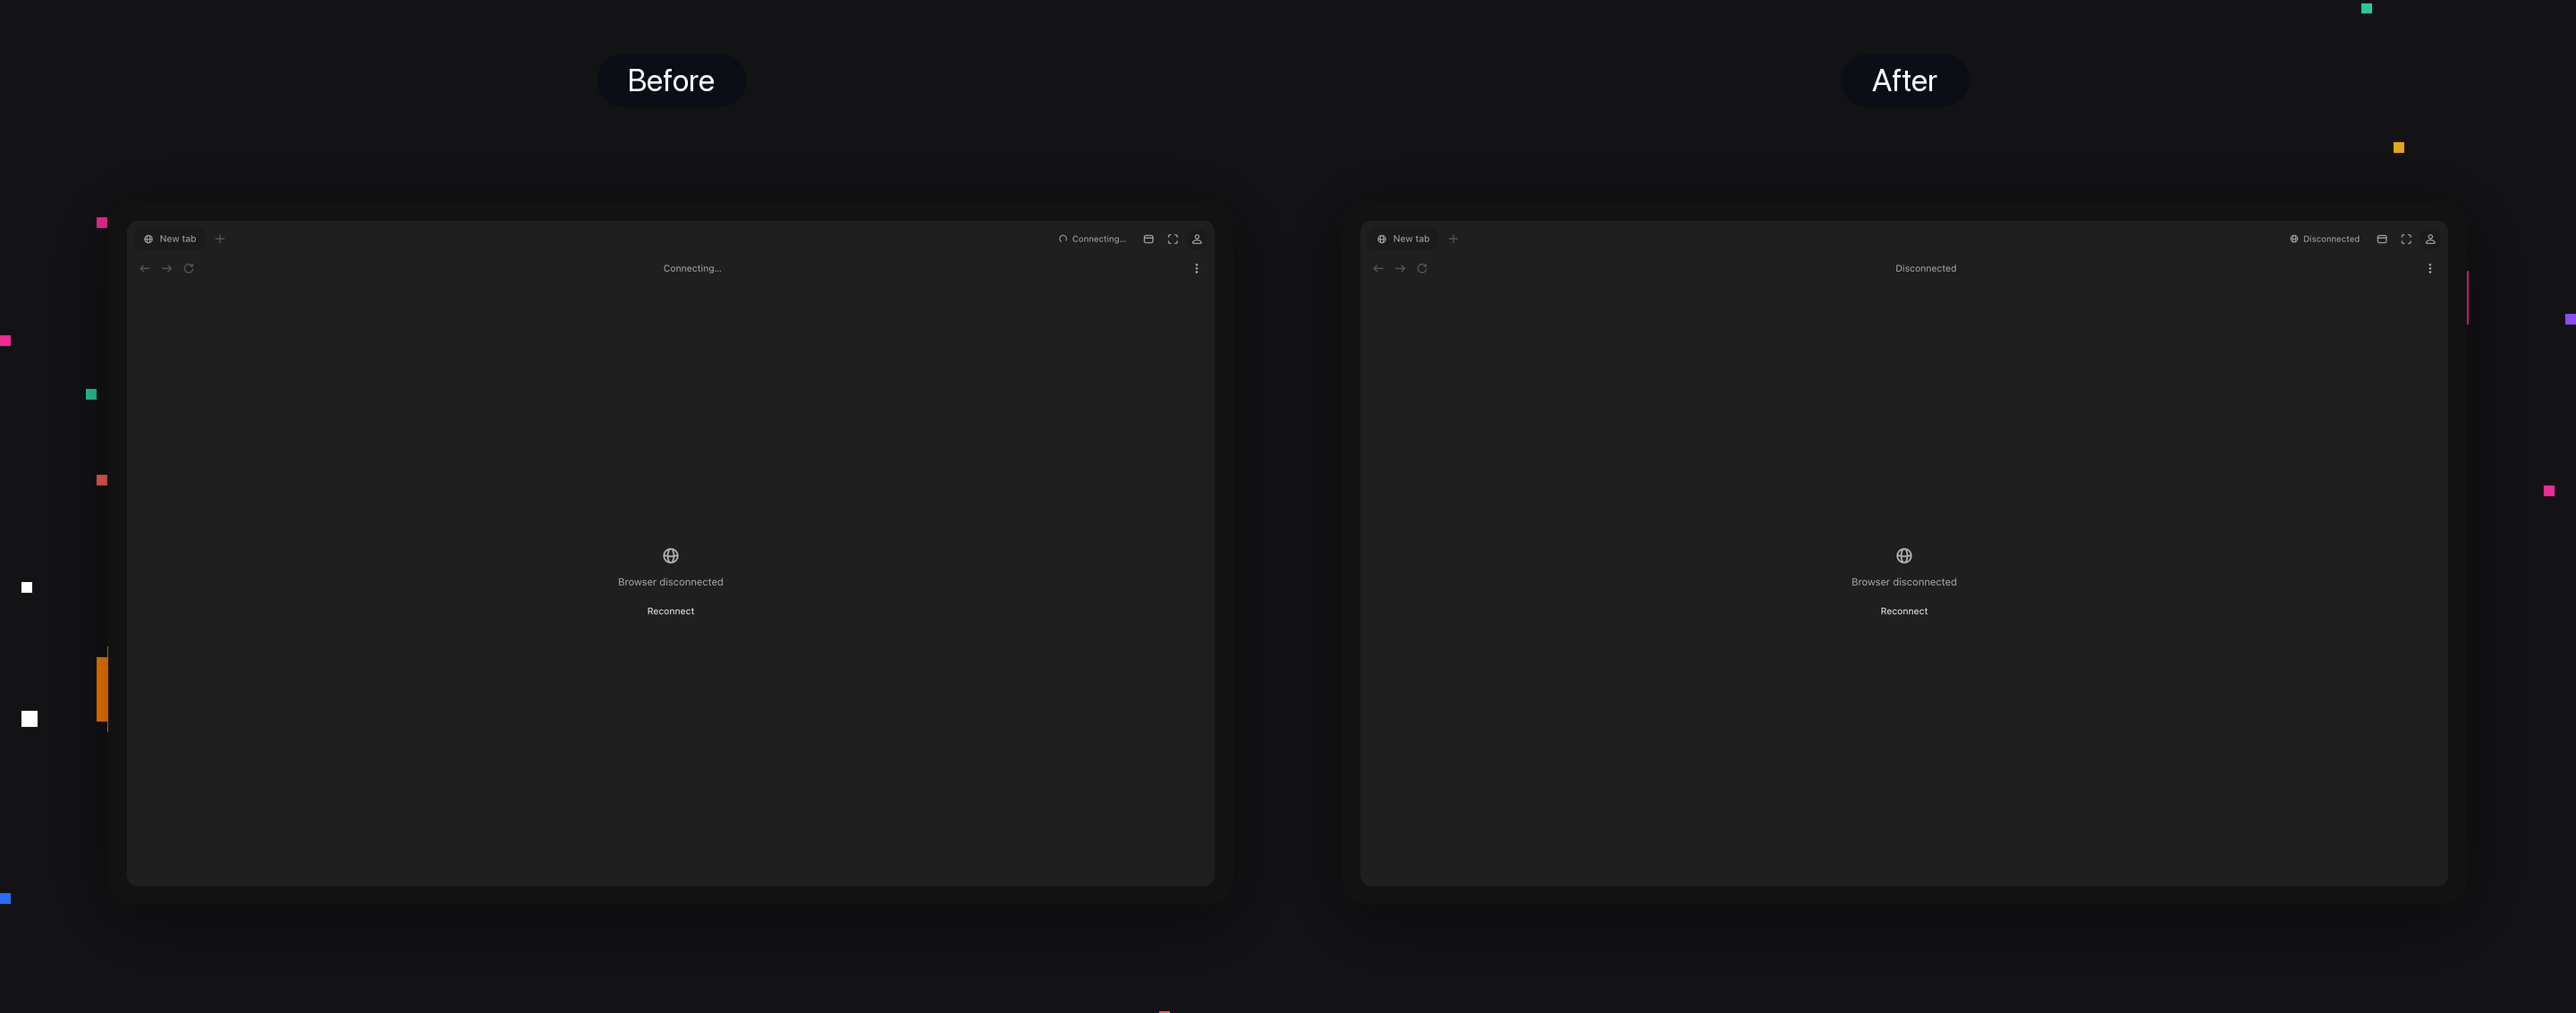 Before
New tab
Connecting...
Connecting...
Browser disconnected
Reconnect
After
New tab
Disconnected
Disconnected
Browser disconnected
Reconnect